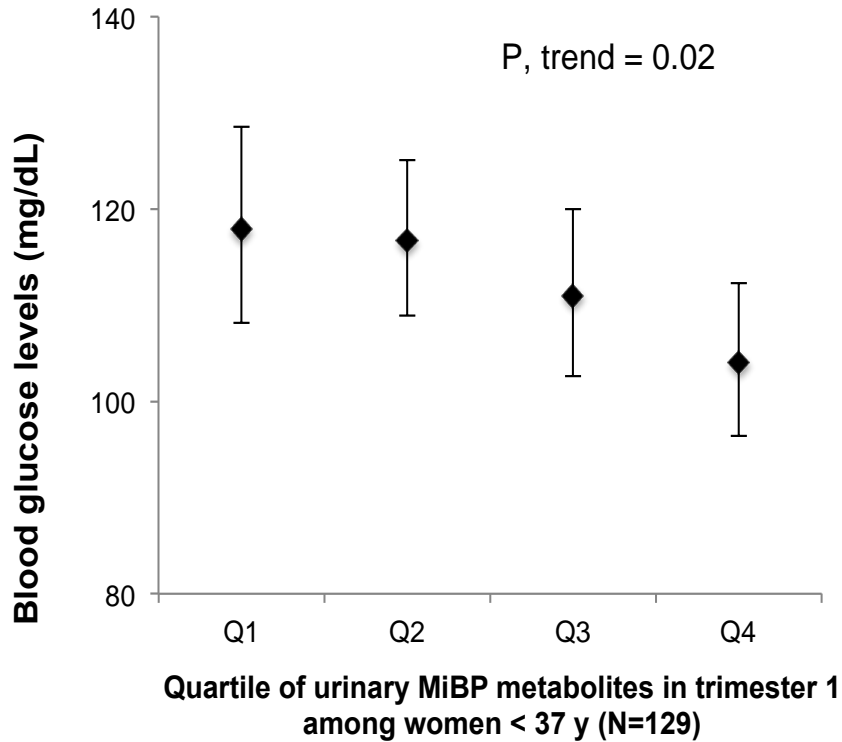 140
P, trend = 0.02
120
100
80
Blood glucose levels (mg/dL)
Q1 Q2 Q3 Q4
Quartile of urinary MiBP metabolites in trimester 1
among women < 37 y (N=129)